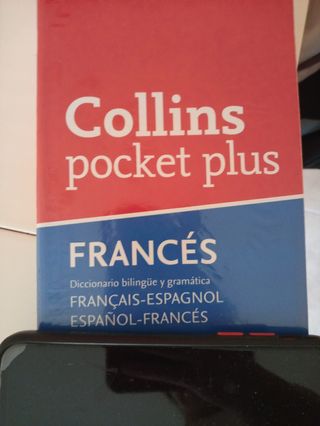 Collins
pocket plus
FRANCÉS
Diccionario bilingüe y gramática
FRANÇAIS-ESPAGNOL
ESPAÑOL-FRANCÉS